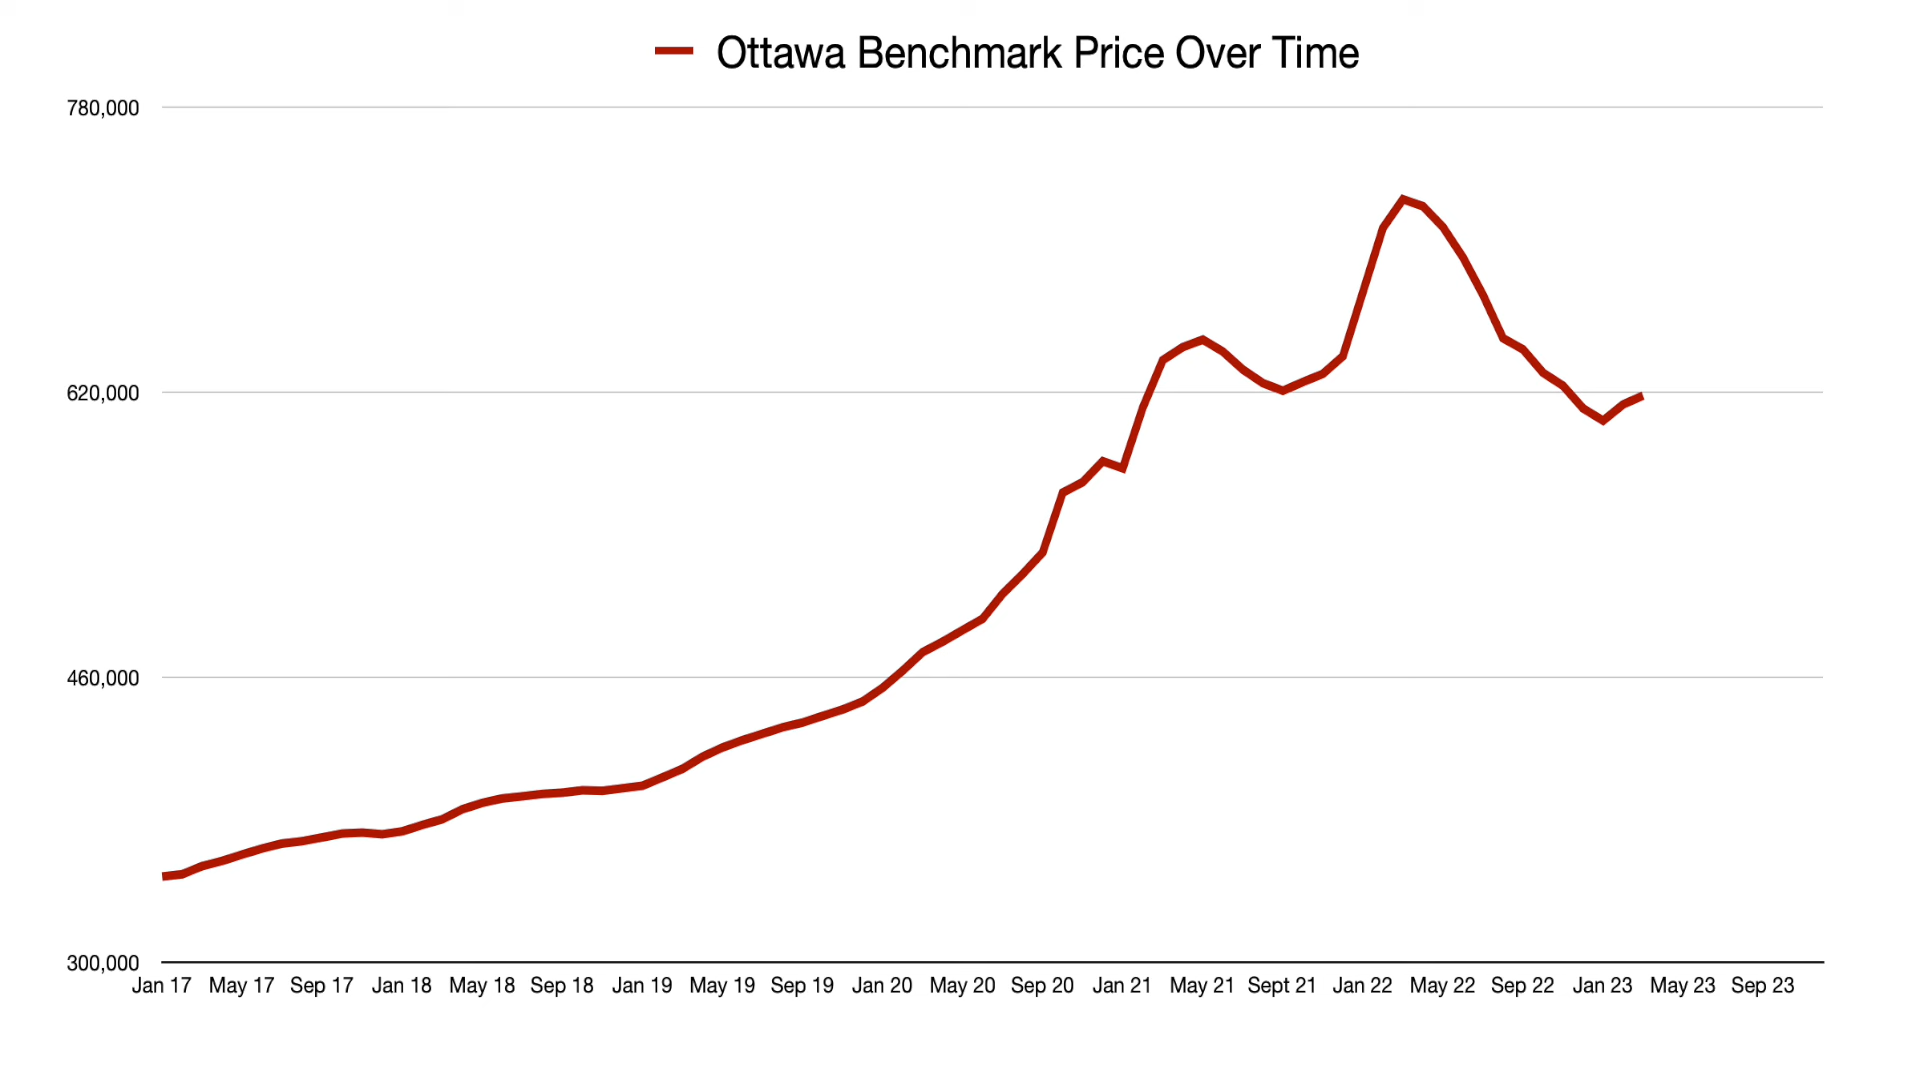 Ottawa Benchmark Price Over Time
780,000
620,000
460,000
300,000
Jan 17 May 17 Sep 17 Jan 18 May 18 Sep 18 Jan 19 May 19 Sep 19 Jan 20 May 20 Sep 20 Jan 21 May 21 Sept 21 Jan 22 May 22 Sep 22 Jan 23 May 23 Sep 23